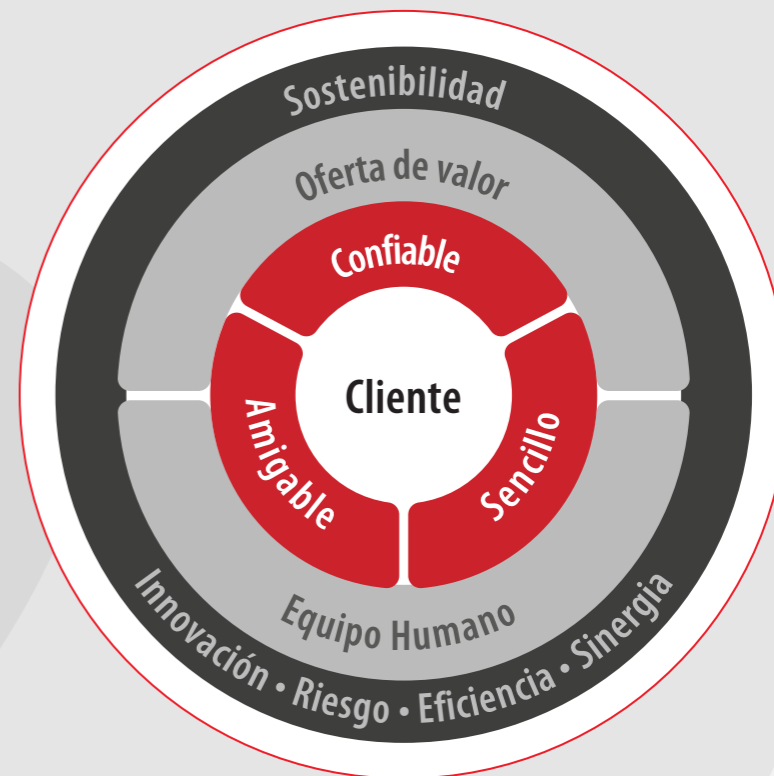 Sostenibilidad
Oferta de valor
Confiable
Cliente
Amigable
Sencillo
Equipo Humano
Innovación • Riesgo • Eficiencia • Sinergia